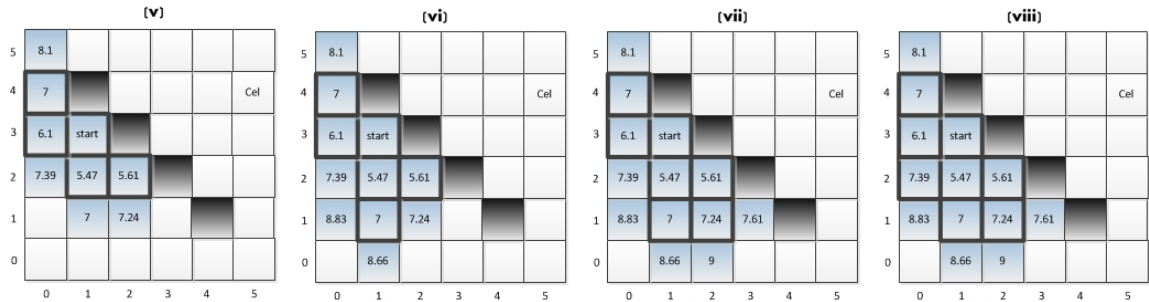 (v) (vi) (vii) (viii)
5 8.1 5 8.1 5 8.1 5 8.1
4 7 Cel 4 7 Cel 4 7 Cel 4 7 Cel
3 6.1 start 3 6.1 start 3 6.1 start 3 6.1 start
2 7.39 5.47 5.61 2 7.39 5.47 5.61 2 7.39 5.47 5.61 2 7.39 5.47 5.61
1 7 7.24 1 8.83 7 7.24 1 8.83 7 7.24 7.61 1 8.83 7 7.24 7.61
0 0 8.66 0 8.66 9 0 8.66 9
0 1 2 3 4 5 0 1 2 3 4 5 0 1 2 3 4 5 0 1 2 3 4 5